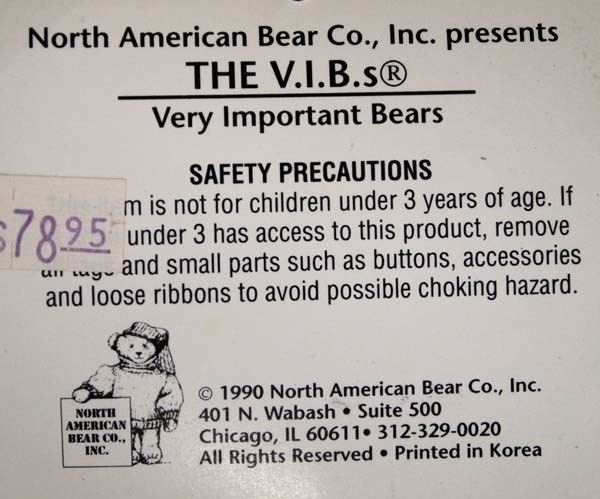 North American Bear Co., Inc. presents
THE V.I.B.s®
Very Important Bears
SAFETY PRECAUTIONS
m is not for children under 3 years of age. If
$78.95 under 3 has access to this product, remove
all tags and small parts such as buttons, accessories
and loose ribbons to avoid possible choking hazard.
NORTH
AMERICAN
BEAR CO.,
INC.
© 1990 North American Bear Co., Inc.
401 N. Wabash • Suite 500
Chicago, IL 60611• 312-329-0020
All Rights Reserved • Printed in Korea